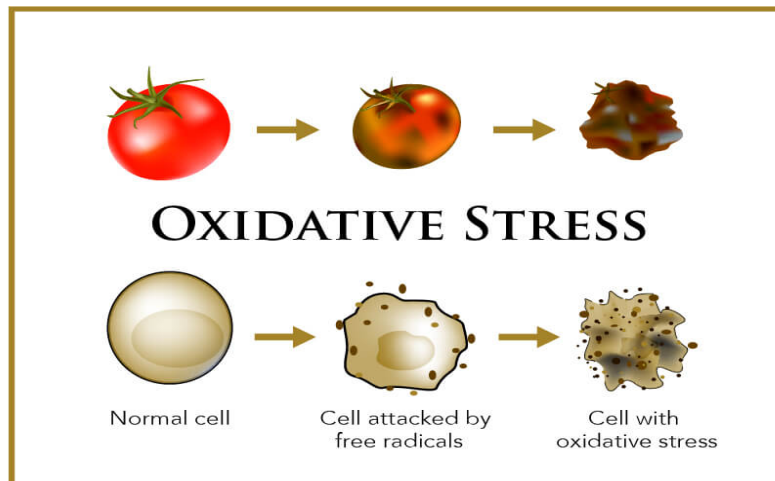 OXIDATIVE STRESS
Normal cell
Cell attacked by
free radicals
Cell with
oxidative stress